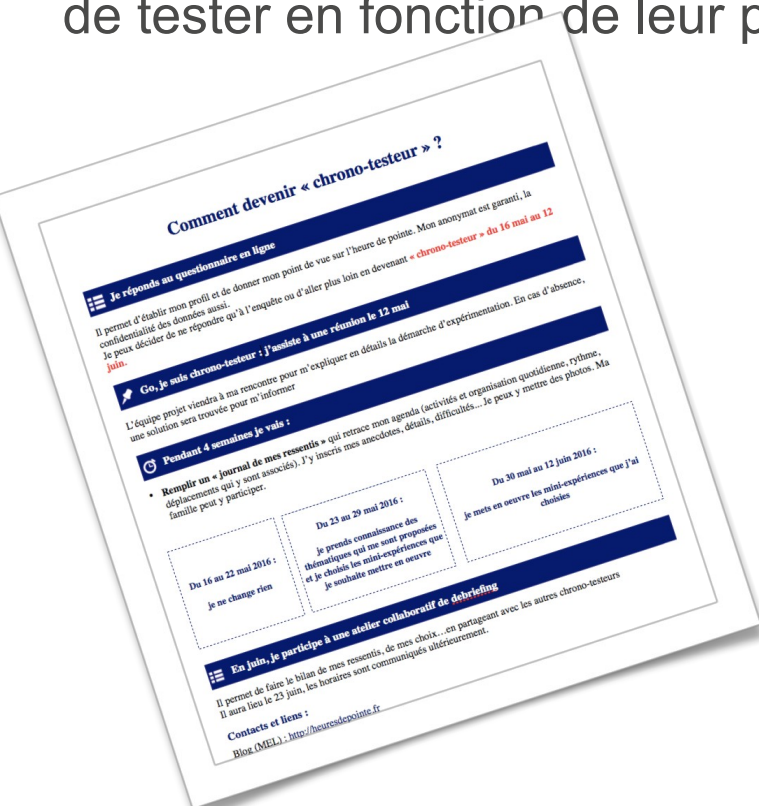 de tester en fonction de leur p
Comment devenir « chrono-testeur » ?
Je réponds au questionnaire en ligne
Il permet d’établir mon profil et de donner mon point de vue sur l’heure de pointe. Mon anonymat est garanti, la
confidentialité des données aussi.
Je peux décider de ne répondre qu’à l’enquête ou d’aller plus loin en devenant « chrono-testeur » du 16 mai au 12
juin.
Go, je suis chrono-testeur : j’assiste à une réunion le 12 mai
L’équipe projet viendra à ma rencontre pour m’expliquer en détails la démarche d’expérimentation. En cas d’absence,
une solution sera trouvée pour m’informer
Pendant 4 semaines je vais :
• Remplir un « journal de mes ressentis » qui retrace mon agenda (activités et organisation quotidienne, rythme,
déplacements qui y sont associés). J’y inscris mes anecdotes, détails, difficultés... Je peux y mettre des photos. Ma
famille peut y participer.
Du 16 au 22 mai 2016 :
je ne change rien
Du 23 au 29 mai 2016 :
je prends connaissance des
thématiques qui me sont proposées
et je choisis les mini-expériences que
je souhaite mettre en oeuvre
Du 30 mai au 12 juin 2016 :
je mets en oeuvre les mini-expériences que j’ai
choisies
En juin, je participe à une atelier collaboratif de debriefing
Il permet de faire le bilan de mes ressentis, de mes choix…en partageant avec les autres chrono-testeurs
Il aura lieu le 23 juin, les horaires sont communiqués ultérieurement.
Contacts et liens :
Blog (MEL) : http://heuresdepointe.fr